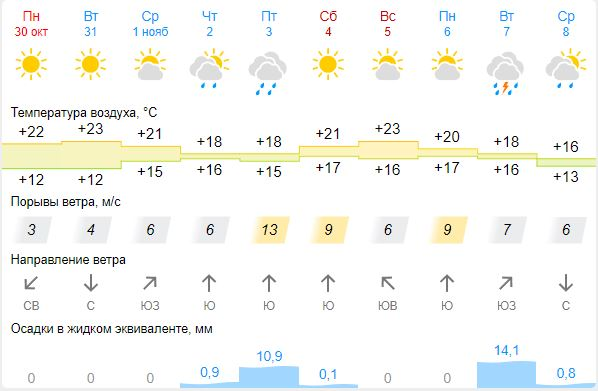 Пн Вт Ср Чт Пт Сб Вс Пн Вт Ср
30 окт 31 1 нояб 2 3 4 5 6 7 8
Температура воздуха, °C
+22 +23 +21 +18 +18 +21 +23 +20 +18 +16
+12 +12 +15 +16 +15 +17 +16 +17 +16 +13
Порывы ветра, м/с
3 4 6 6 13 9 6 9 7 6
Направление ветра
СВ С ЮЗ Ю Ю Ю ЮВ Ю ЮЗ С
Осадки в жидком эквиваленте, мм
0 0 0 0,9 10,9 0,1 0 0 14,1 0,8